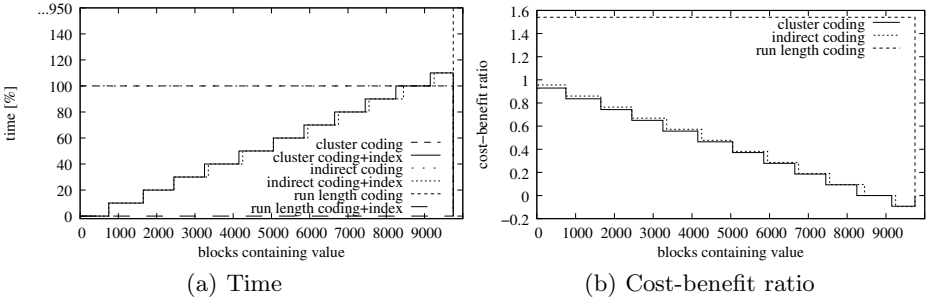 ...950
100
80
60
40
20
0
time [%]
cluster coding
cluster coding+index
indirect coding
indirect coding+index
run length coding
run length coding+index
0 1000 2000 3000 4000 5000 6000 7000 8000 9000
blocks containing value
(a) Time
1.6
1.4
1.2
1
0.8
0.6
0.4
0.2
0
−0.2
cost−benefit ratio
cluster coding
indirect coding
run length coding
0 1000 2000 3000 4000 5000 6000 7000 8000 9000
blocks containing value
(b) Cost-benefit ratio